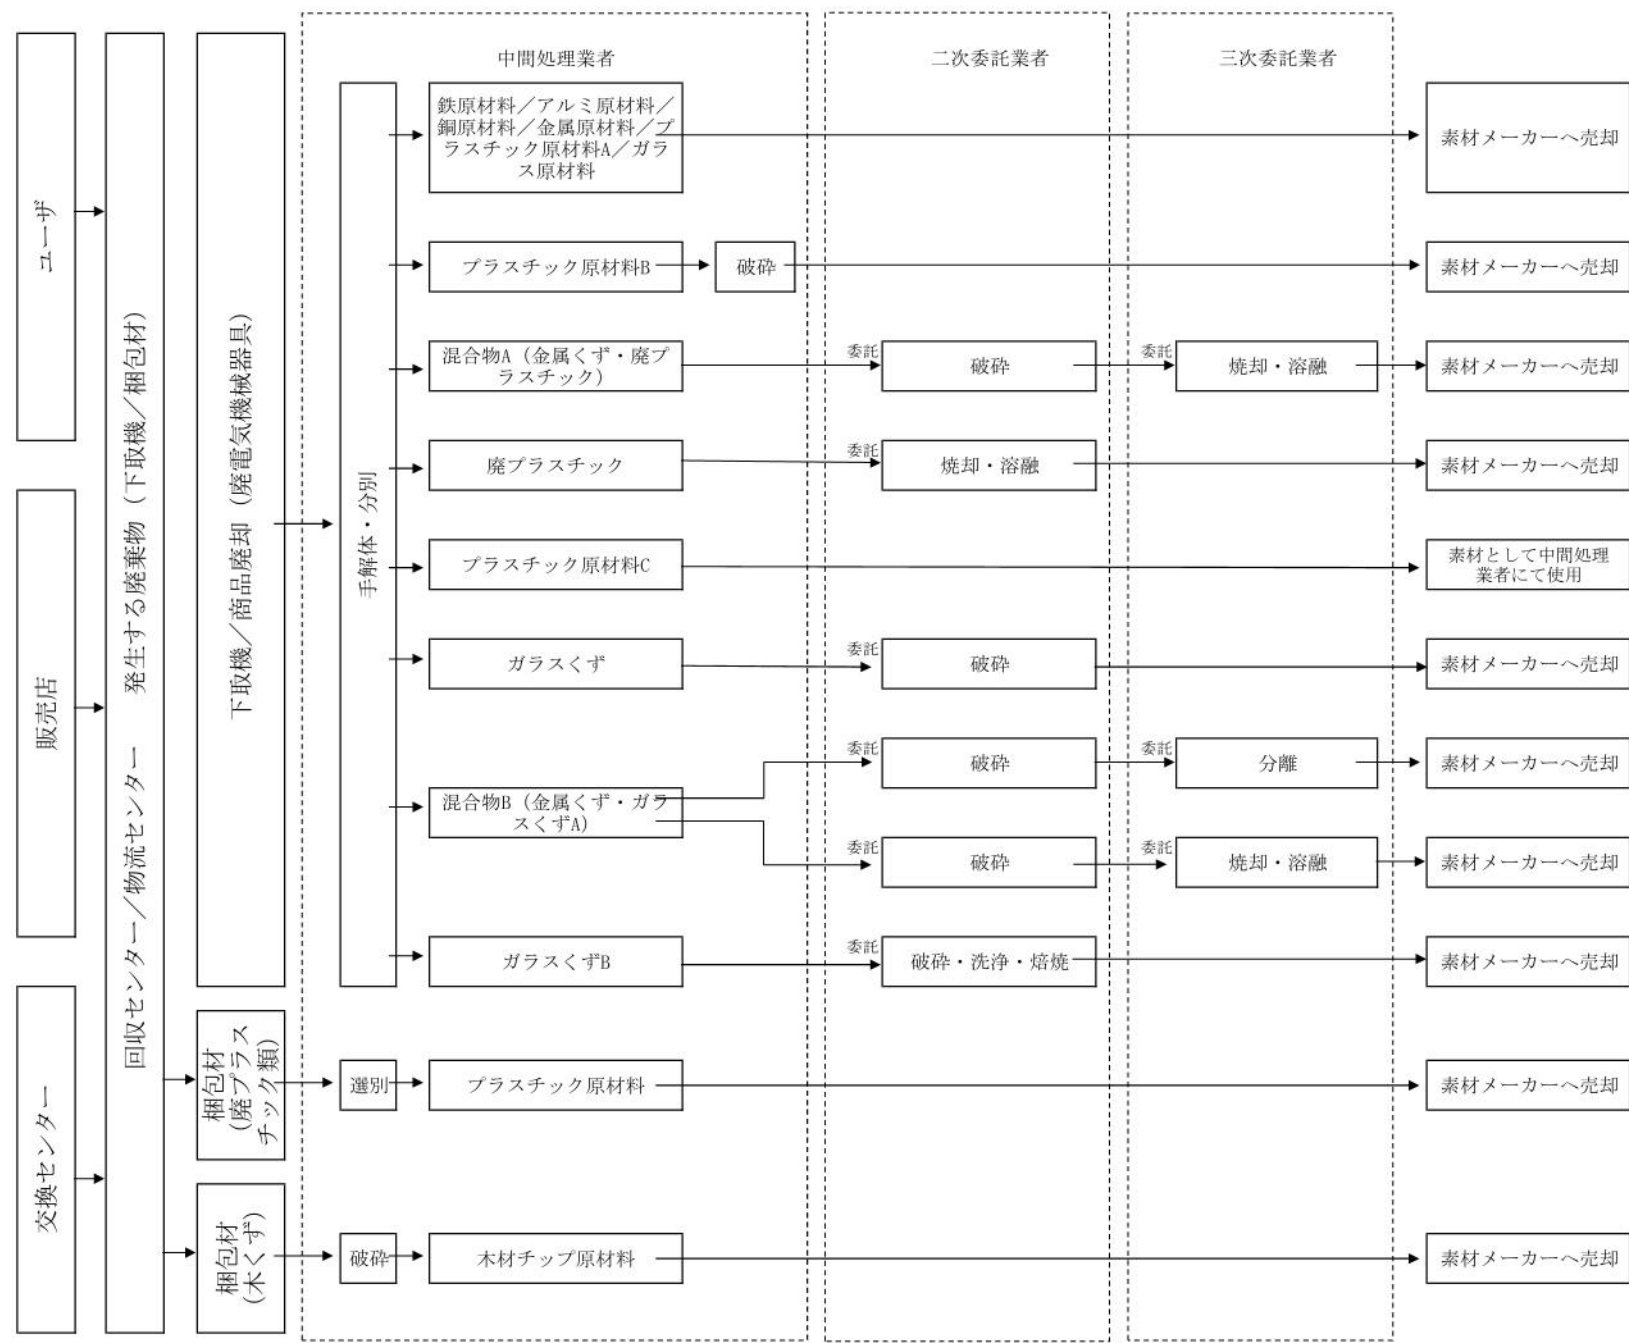 中間処理業者
二次委託業者
三次委託業者
ユーザ
販売店
交換センター
回収センター／物流センター　発生する廃棄物（下取機／梱包材）
下取機／商品廃却（廃電気機械器具）
手解体・分別
鉄原材料／アルミ原材料／
銅原材料／金属原材料／プ
ラスチック原材料A／ガラ
ス原材料
素材メーカーへ売却
プラスチック原材料B
破砕
素材メーカーへ売却
混合物A（金属くず・廃プ
ラスチック）
委託
破砕
委託
焼却・溶融
素材メーカーへ売却
廃プラスチック
委託
焼却・溶融
素材メーカーへ売却
プラスチック原材料C
素材として中間処理
業者にて使用
ガラスくず
委託
破砕
素材メーカーへ売却
混合物B（金属くず・ガラ
スくずA）
委託
破砕
委託
分離
素材メーカーへ売却
委託
破砕
委託
焼却・溶融
素材メーカーへ売却
ガラスくずB
委託
破砕・洗浄・焙焼
素材メーカーへ売却
梱包材
（廃プラス
チック類）
選別
プラスチック原材料
素材メーカーへ売却
梱包材
（木くず）
破砕
木材チップ原材料
素材メーカーへ売却